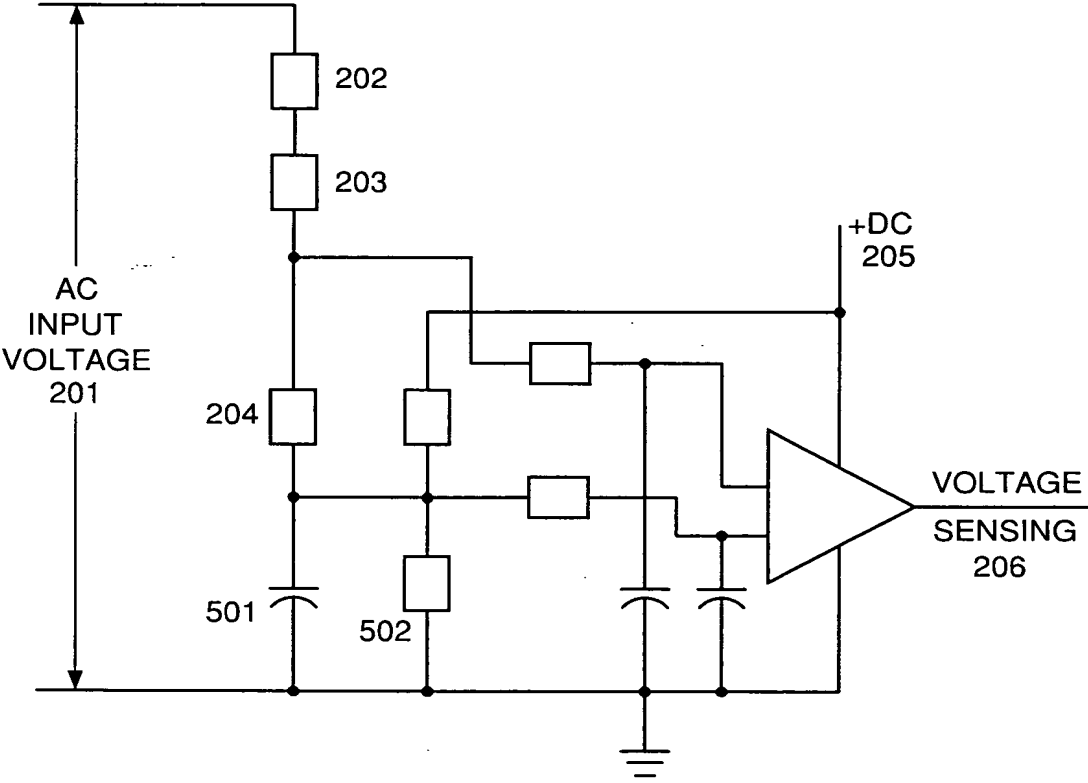 202
203
+DC
205
AC
INPUT
VOLTAGE
201
204
VOLTAGE
SENSING
206
501
502